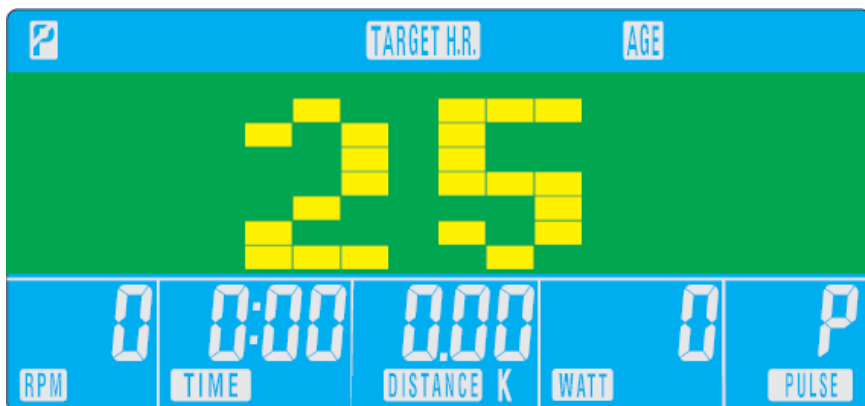 P TARGET H.R. AGE
25
0 0:00 0.00 0 P
RPM TIME DISTANCE K WATT PULSE